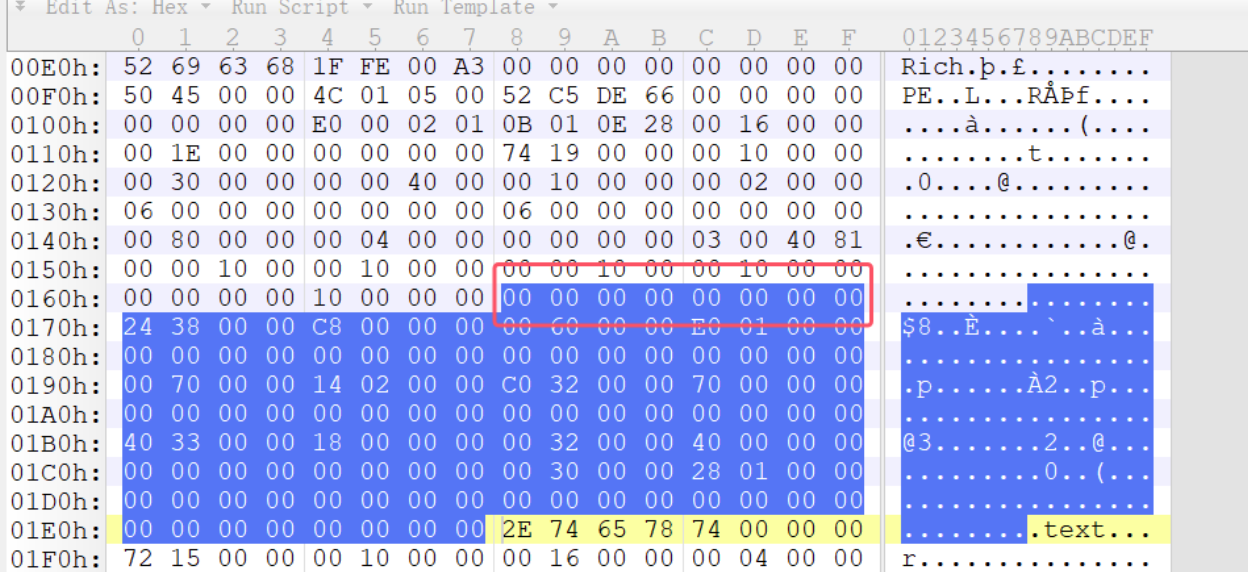 Edit As: Hex Run Script Run Template
0 1 2 3 4 5 6 7 8 9 A B C D E F 0123456789ABCDEF
00E0h: 52 69 63 68 1F FE 00 A3 00 00 00 00 00 00 00 00 Rich.þ.£........
00F0h: 50 45 00 00 4C 01 05 00 52 C5 DE 66 00 00 00 00 PE..L...RÅÞf....
0100h: 00 00 00 00 E0 00 02 01 0B 01 0E 28 00 16 00 00 ....à......(....
0110h: 00 1E 00 00 00 00 00 00 74 19 00 00 00 10 00 00 ........t.......
0120h: 00 30 00 00 00 00 40 00 00 10 00 00 00 02 00 00 .0....@.........
0130h: 06 00 00 00 00 00 00 00 06 00 00 00 00 00 00 00 ................
0140h: 00 80 00 00 00 04 00 00 00 00 00 00 03 00 40 81 .€............@.
0150h: 00 00 10 00 00 10 00 00 00 00 10 00 00 10 00 00 ................
0160h: 00 00 00 00 10 00 00 00 00 00 00 00 00 00 00 00 ................
0170h: 24 38 00 00 C8 00 00 00 00 60 00 00 E0 01 00 00 $8..È....`..à...
0180h: 00 00 00 00 00 00 00 00 00 00 00 00 00 00 00 00 ................
0190h: 00 70 00 00 14 02 00 00 C0 32 00 00 70 00 00 00 .p......À2..p...
01A0h: 00 00 00 00 00 00 00 00 00 00 00 00 00 00 00 00 ................
01B0h: 40 33 00 00 18 00 00 00 00 32 00 00 40 00 00 00 @3.......2..@...
01C0h: 00 00 00 00 00 00 00 00 00 30 00 00 28 01 00 00 .........0..(...
01D0h: 00 00 00 00 00 00 00 00 00 00 00 00 00 00 00 00 ................
01E0h: 00 00 00 00 00 00 00 00 2E 74 65 78 74 00 00 00 .........text...
01F0h: 72 15 00 00 00 10 00 00 00 16 00 00 00 04 00 00 r...............